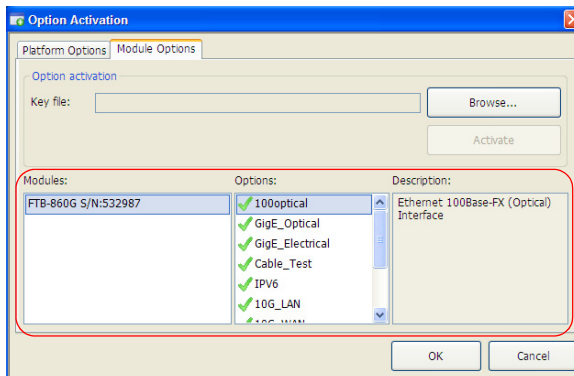 Option Activation
Platform Options Module Options
Option activation
Key file:
Browse...
Activate
Modules: Options: Description:
FTB-860G S/N:532987
100optical
GigE_Optical
GigE_Electrical
Cable_Test
IPV6
10G_LAN
10G_WAN
Ethernet 100Base-FX (Optical)
Interface
OK Cancel